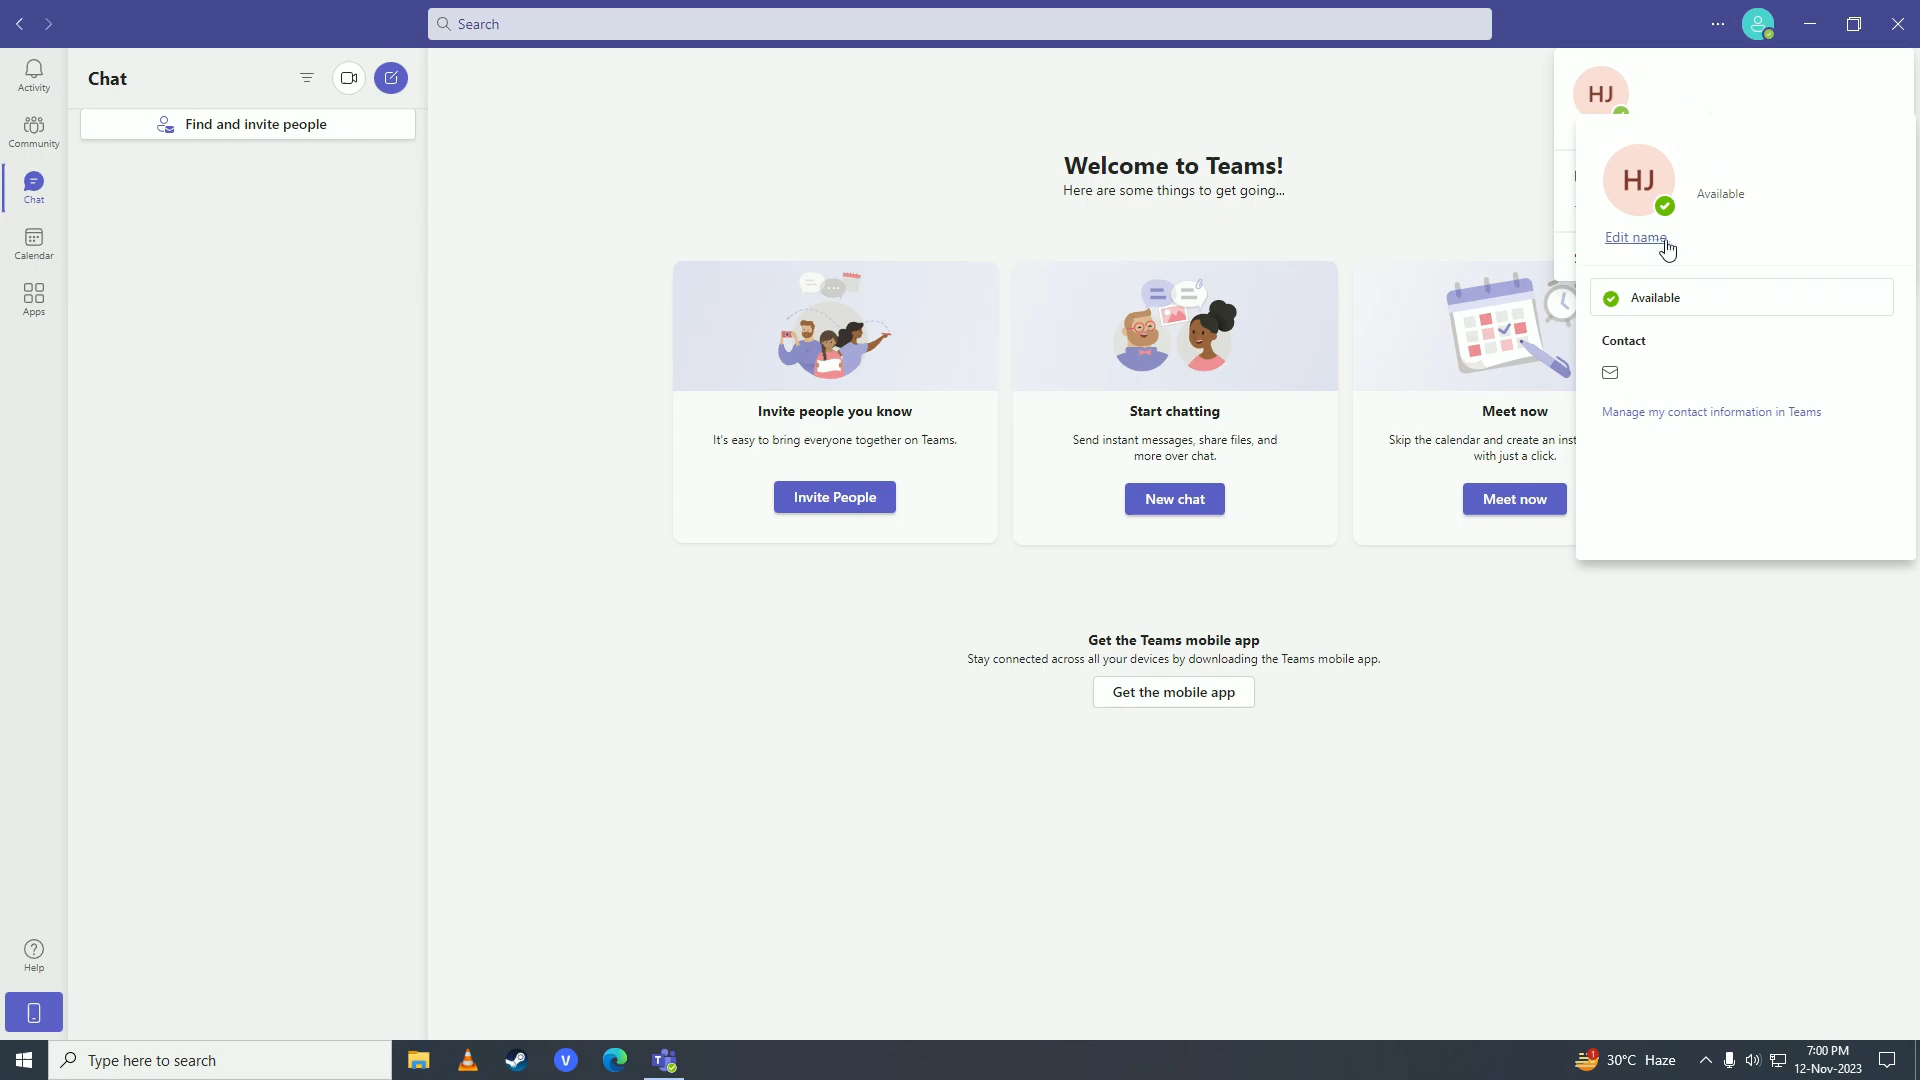 Search
Activity
Community
Chat
Calendar
Apps
Help
Chat
Find and invite people
Welcome to Teams!
Here are some things to get going...
Invite people you know
It's easy to bring everyone together on Teams.
Invite People
Start chatting
Send instant messages, share files, and
more over chat.
New chat
Meet now
Skip the calendar and create an inst
with just a click.
Meet now
Get the Teams mobile app
Stay connected across all your devices by downloading the Teams mobile app.
Get the mobile app
HJ
HJ
Available
Edit name
Available
Contact
Manage my contact information in Teams
Type here to search
V
T
1
30°C Haze
7:00 PM
12-Nov-2023